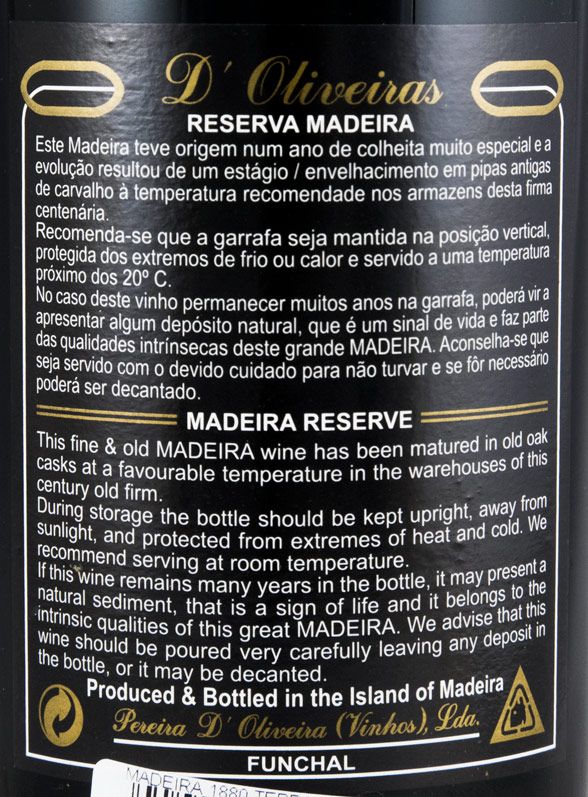 D' Oliveiras
RESERVA MADEIRA
Este Madeira teve origem num ano de colheita muito especial e a
evolução resultou de um estágio / envelhacimento em pipas antigas
de carvalho à temperatura recomendade nos armazens desta firma
centenária.
Recomenda-se que a garrafa seja mantida na posição vertical,
protegida dos extremos de frio ou calor e servido a uma temperatura
próximo dos 20º C.
No caso deste vinho permanecer muitos anos na garrafa, poderá vir a
apresentar algum depósito natural, que é um sinal de vida e faz parte
das qualidades intrínsecas deste grande MADEIRA. Aconselha-se que
seja servido com o devido cuidado para não turvar e se fôr necessário
poderá ser decantado.
MADEIRA RESERVE
This fine & old MADEIRA wine has been matured in old oak
casks at a favourable temperature in the warehouses of this
century old firm.
During storage the bottle should be kept upright, away from
sunlight, and protected from extremes of heat and cold. We
recommend serving at room temperature.
If this wine remains many years in the bottle, it may present a
natural sediment, that is a sign of life and it belongs to the
intrinsic qualities of this great MADEIRA. We advise that this
wine should be poured very carefully leaving any deposit in
the bottle, or it may be decanted.
Produced & Bottled in the Island of Madeira
Pereira D' Oliveira (Vinhos), Lda.
FUNCHAL
MADEIRA 1880